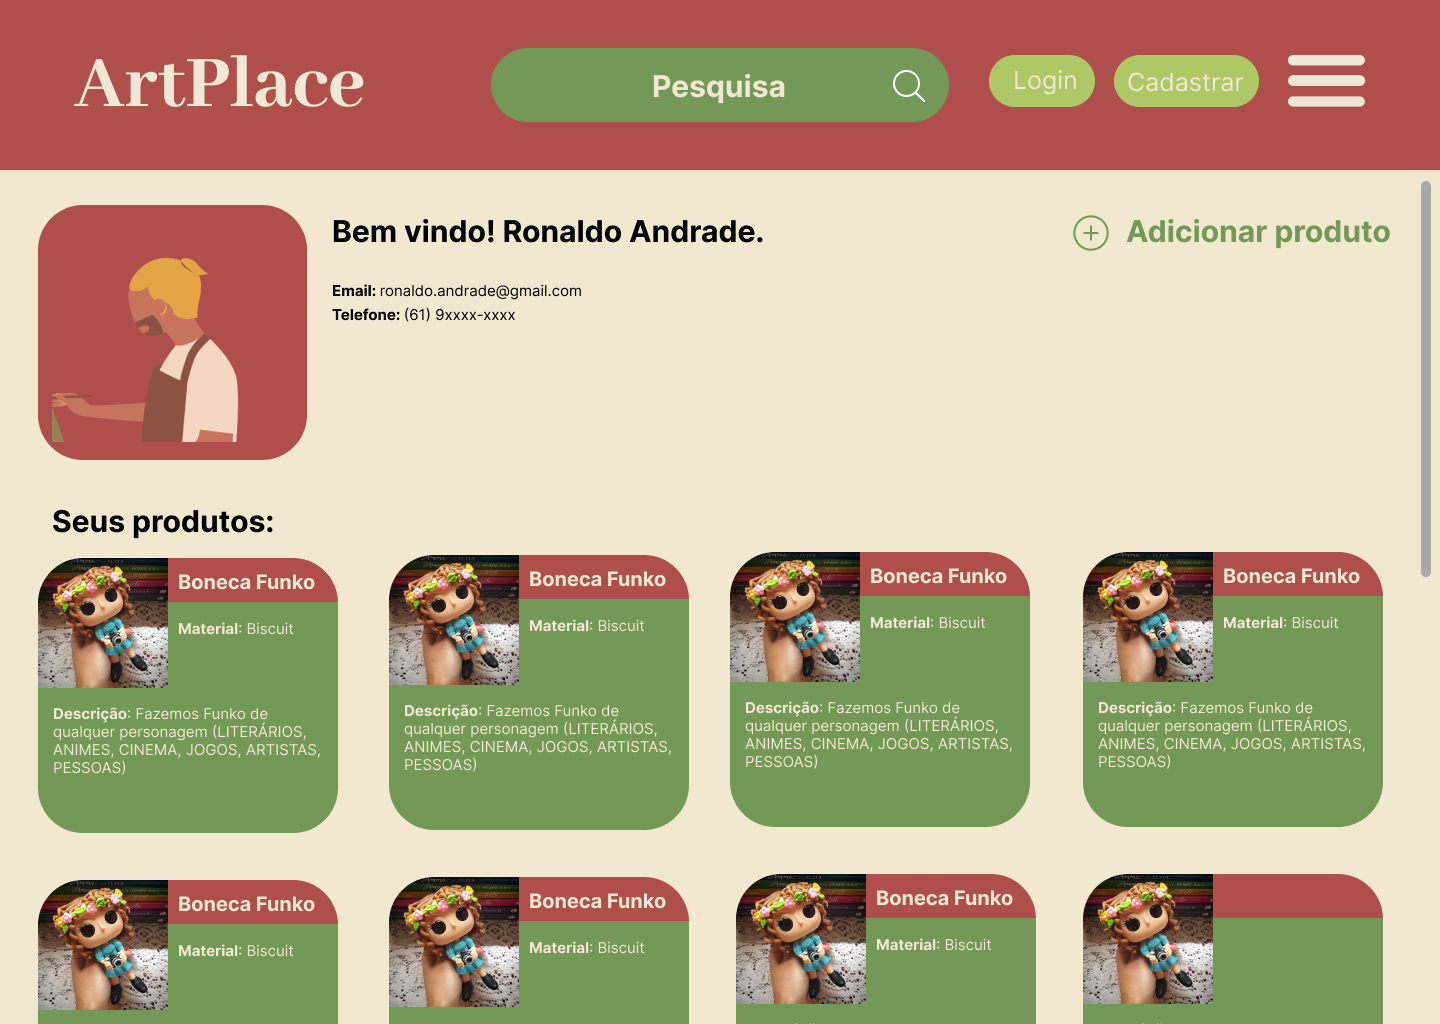 ArtPlace
Pesquisa
Login
Cadastrar
Bem vindo! Ronaldo Andrade.
Adicionar produto
Email: ronaldo.andrade@gmail.com
Telefone: (61) 9xxxx-xxxx
Seus produtos:
Boneca Funko
Material: Biscuit
Descrição: Fazemos Funko de
qualquer personagem (LITERÁRIOS,
ANIMES, CINEMA, JOGOS, ARTISTAS,
PESSOAS)
Boneca Funko
Material: Biscuit
Descrição: Fazemos Funko de
qualquer personagem (LITERÁRIOS,
ANIMES, CINEMA, JOGOS, ARTISTAS,
PESSOAS)
Boneca Funko
Material: Biscuit
Descrição: Fazemos Funko de
qualquer personagem (LITERÁRIOS,
ANIMES, CINEMA, JOGOS, ARTISTAS,
PESSOAS)
Boneca Funko
Material: Biscuit
Descrição: Fazemos Funko de
qualquer personagem (LITERÁRIOS,
ANIMES, CINEMA, JOGOS, ARTISTAS,
PESSOAS)
Boneca Funko
Material: Biscuit
Boneca Funko
Material: Biscuit
Boneca Funko
Material: Biscuit